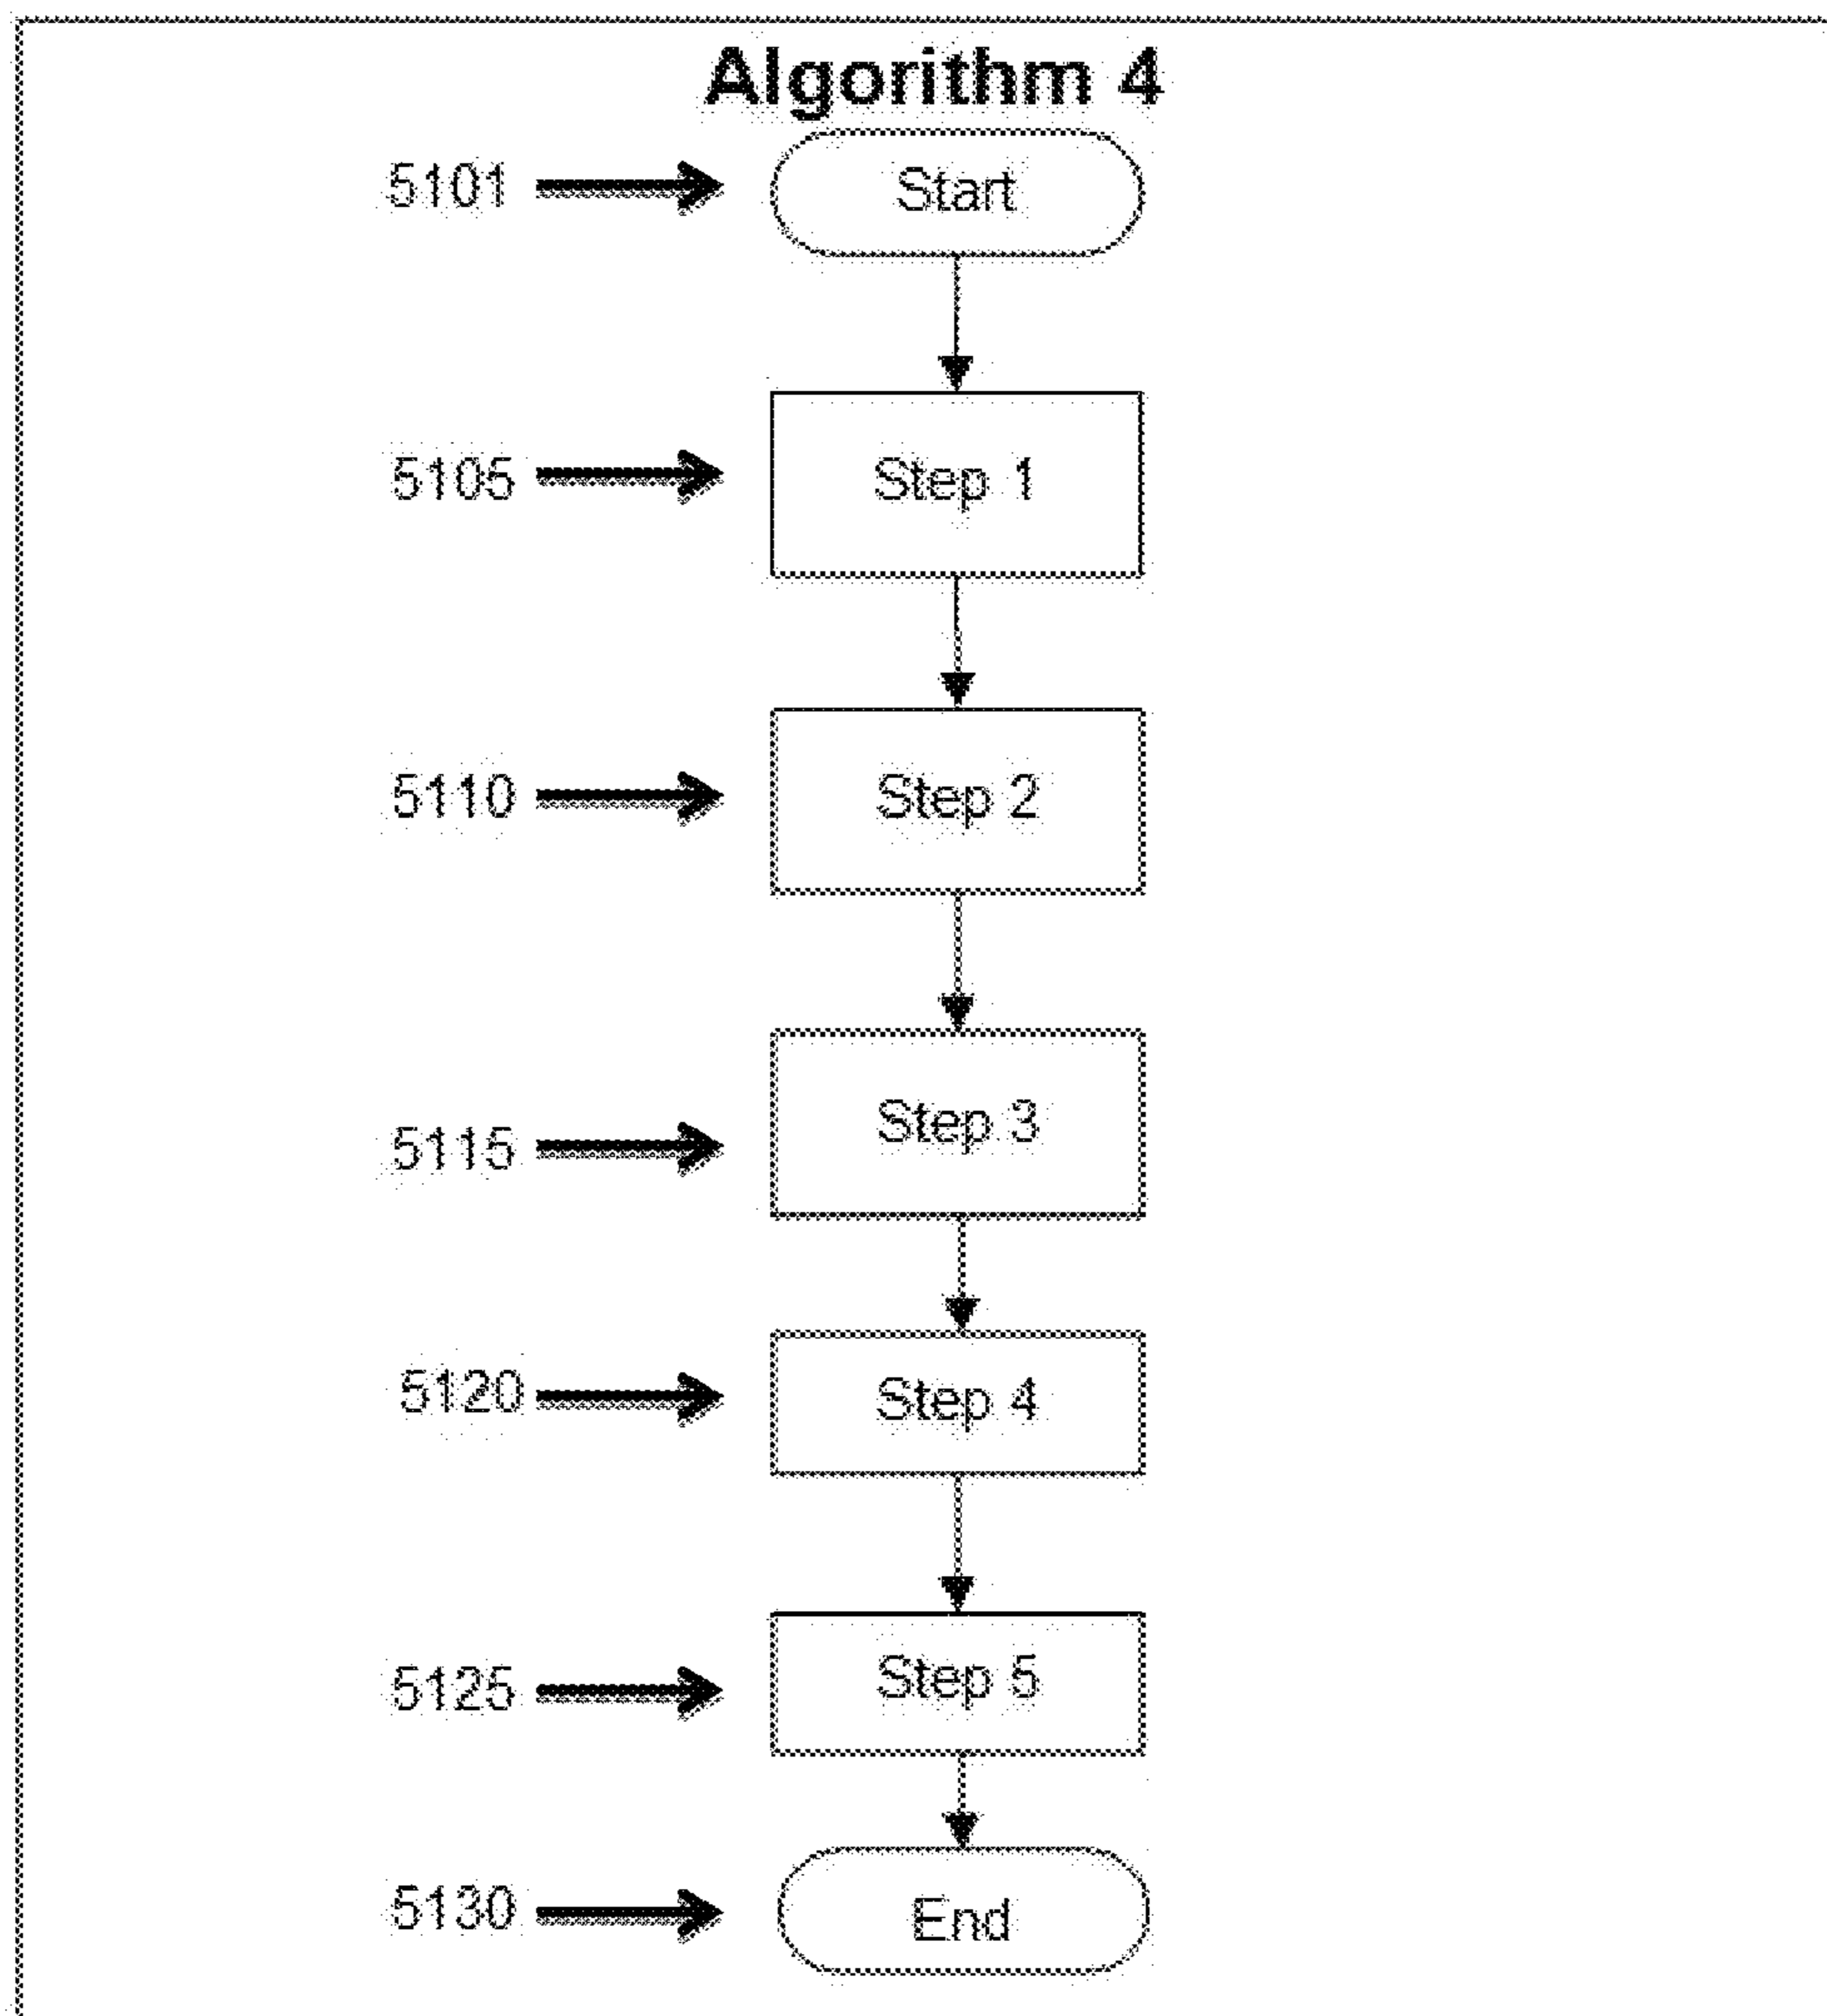 Algorithm 4
5101 Start
5105 Step 1
5110 Step 2
5115 Step 3
5120 Step 4
5125 Step 5
5130 End